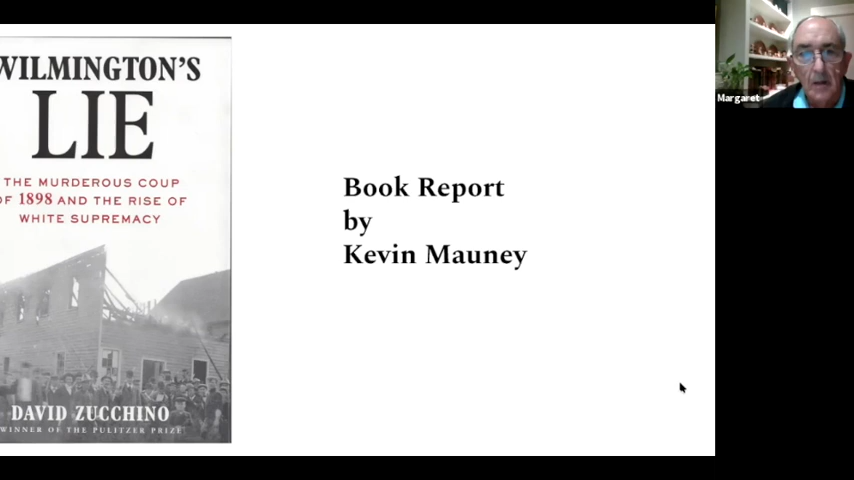 WILMINGTON'S
LIE
THE MURDEROUS COUP
OF 1898 AND THE RISE OF
WHITE SUPREMACY
DAVID ZUCCHINO
WINNER OF THE PULITZER PRIZE
Book Report
by
Kevin Mauney
Margaret